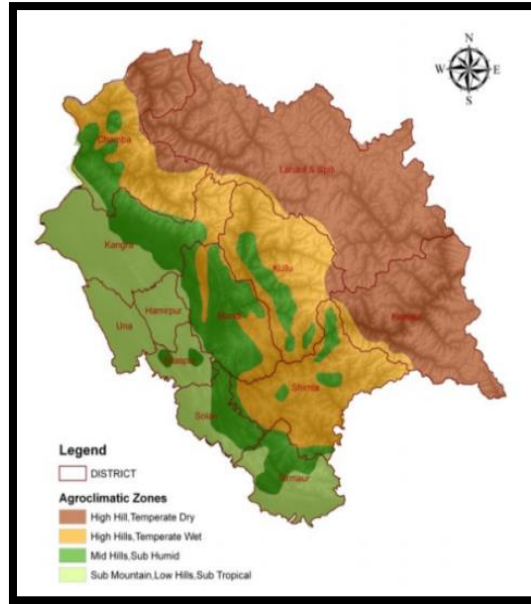 N
W E
S
Chamba
Lahaul & Spiti
Kangra
Kullu
Hamirpur
Mandi
Kinnaur
Una
Bilaspur
Shimla
Solan
Sirmaur
Legend
DISTRICT
Agroclimatic Zones
High Hill,Temperate Dry
High Hills,Temperate Wet
Mid Hills,Sub Humid
Sub Mountain,Low Hills,Sub Tropical